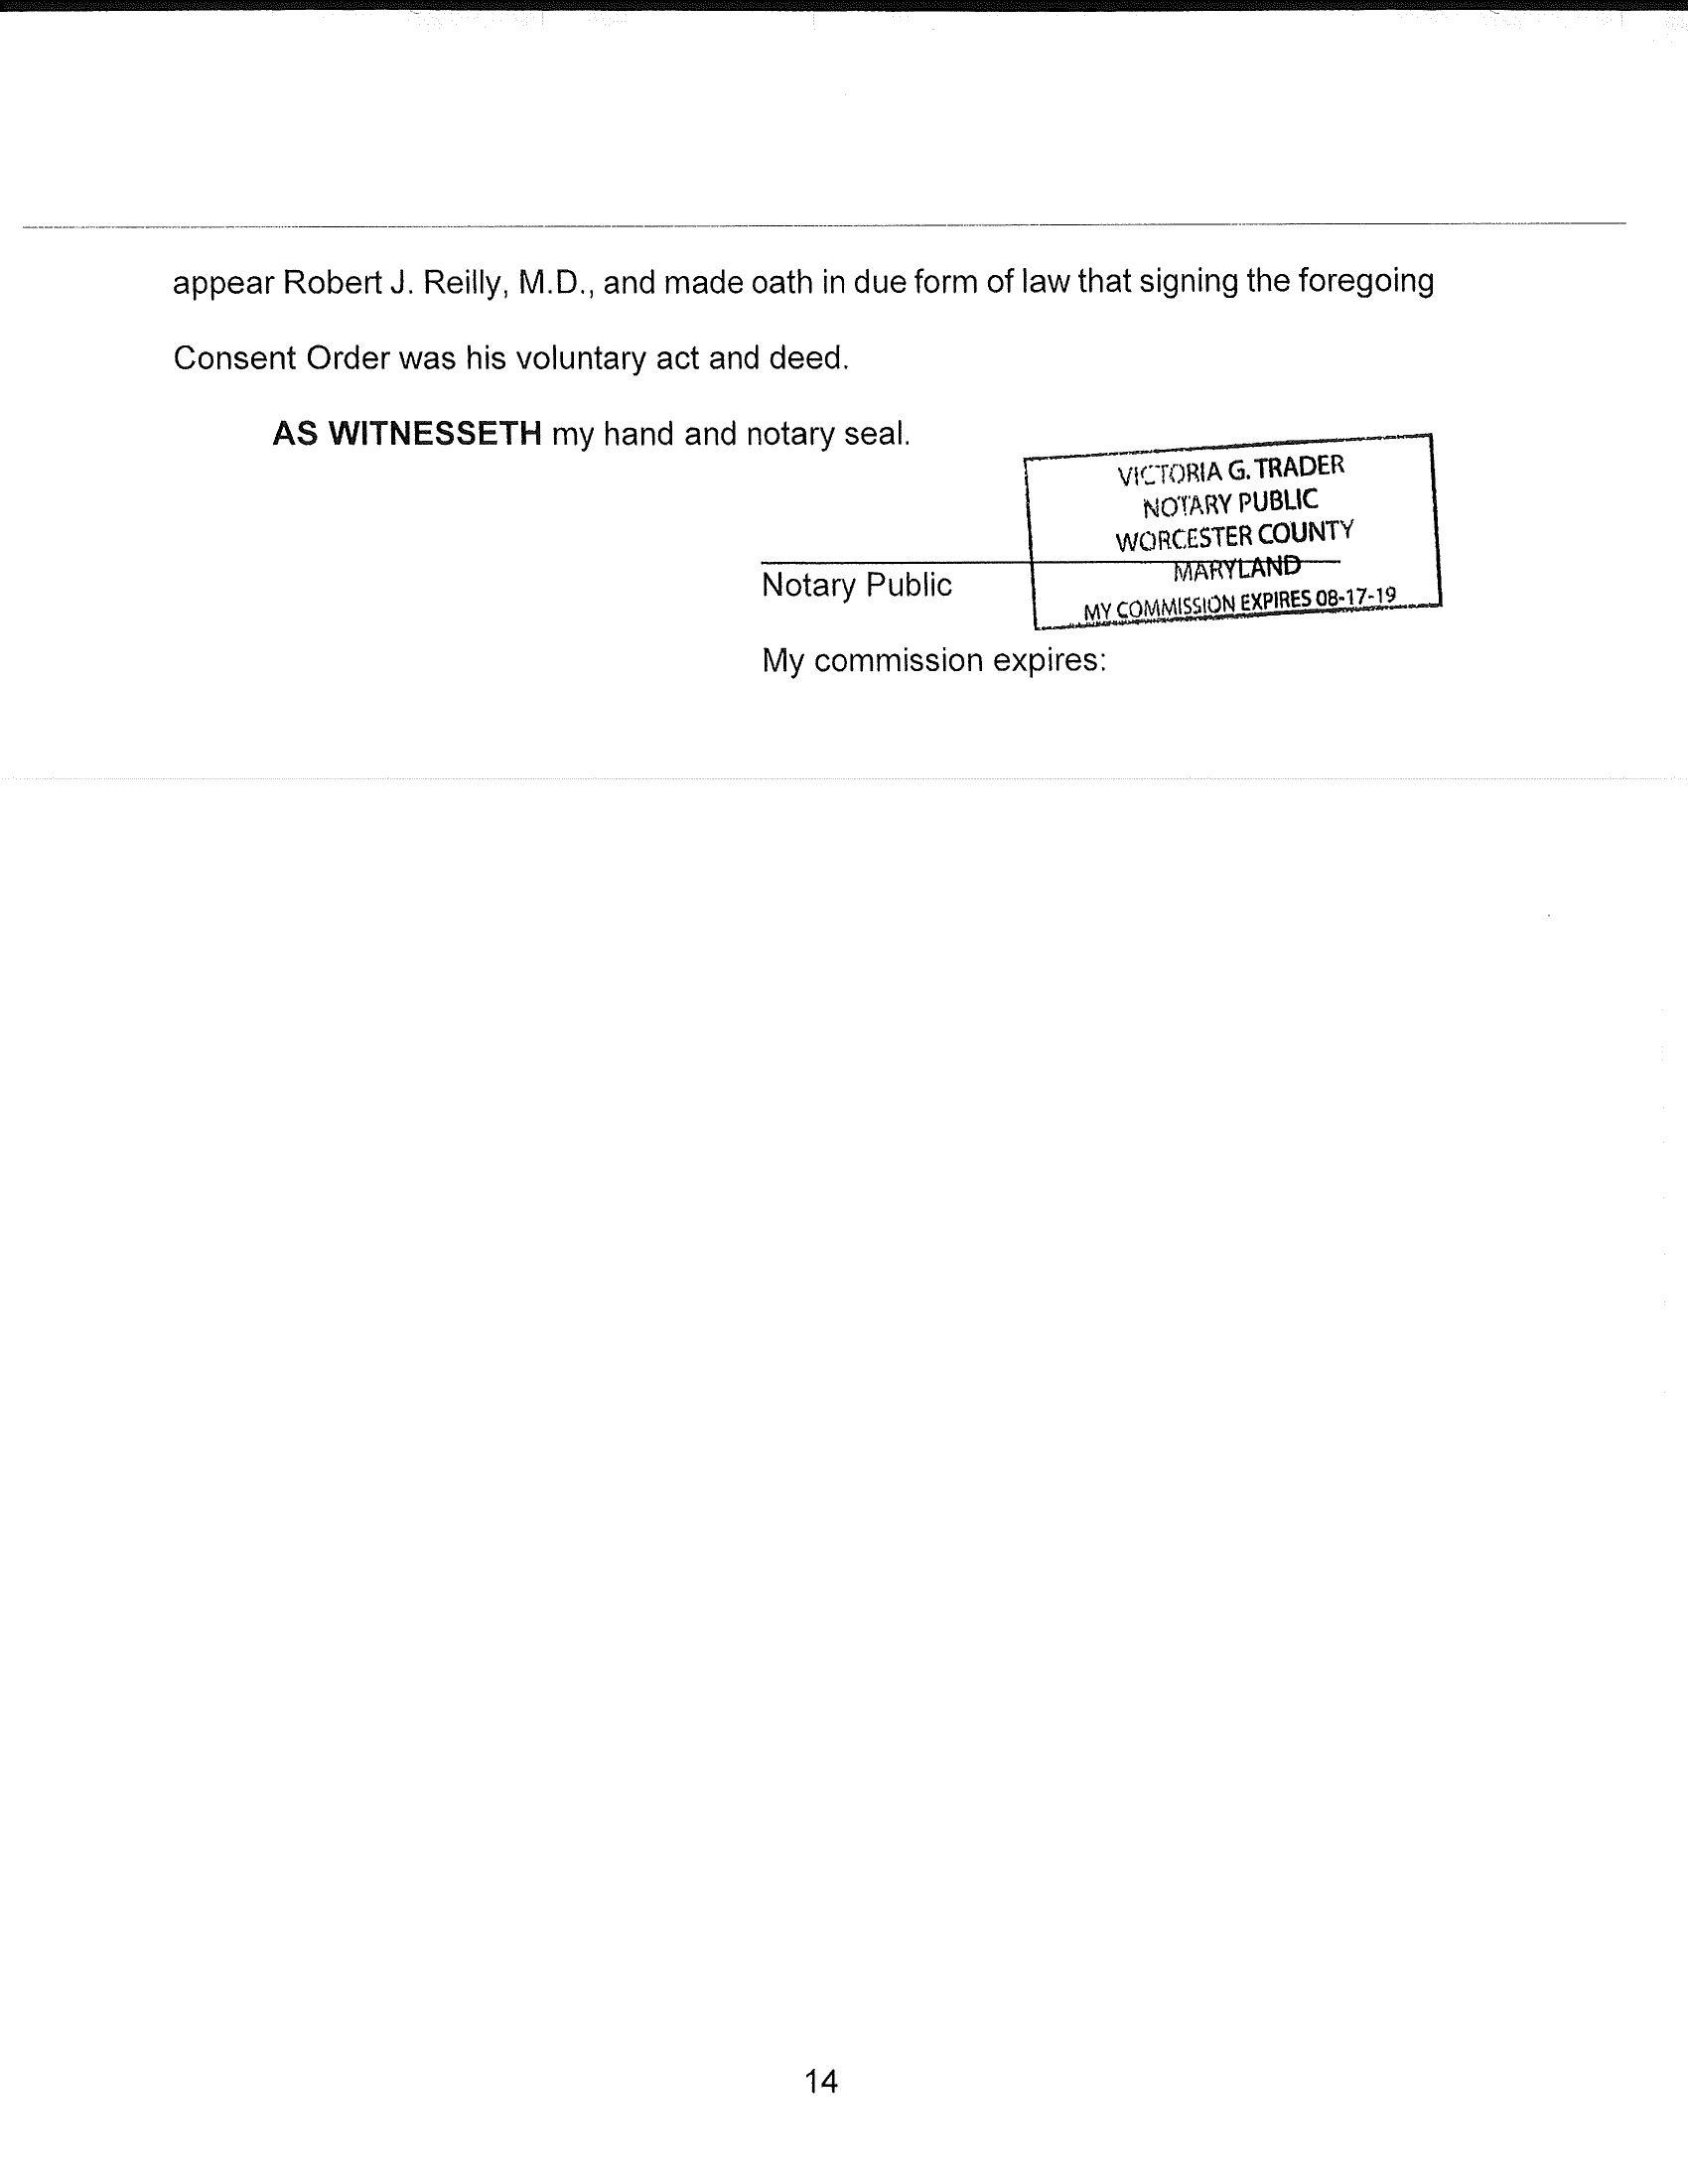 appear Robert J. Reilly, M.D., and made oath in due form of law that signing the foregoing
Consent Order was his voluntary act and deed.
AS WITNESSETH my hand and notary seal.
VICTORIA G. TRADER
NOTARY PUBLIC
WORCESTER COUNTY
MARYLAND
MY COMMISSION EXPIRES 08-17-19
Notary Public
My commission expires:
14